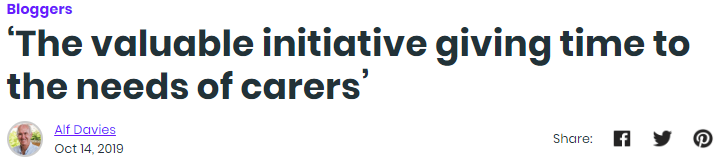 Bloggers
‘The valuable initiative giving time to
the needs of carers’
Alf Davies
Oct 14, 2019
Share: